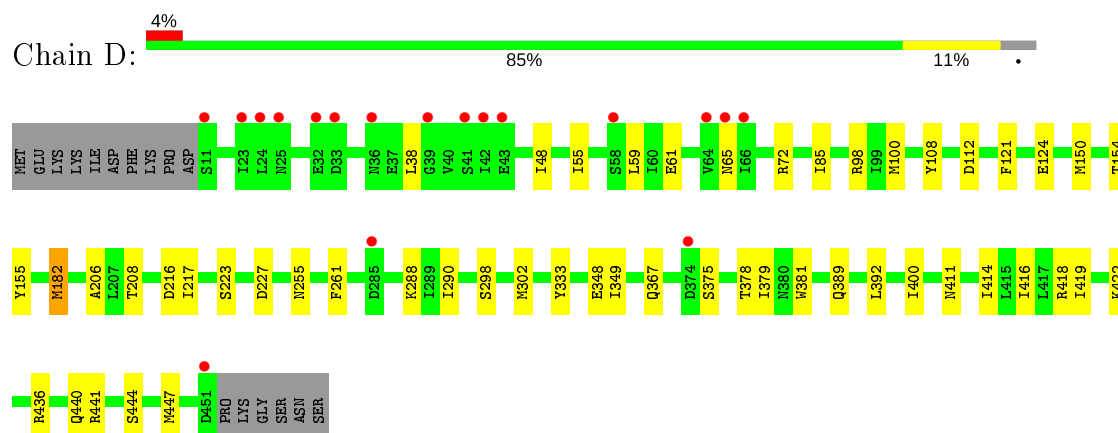 4%
Chain D:
85% 11% •
MET GLU LYS LYS ILE ASP PHE LYS PRO ASP S11 I23 L24 N25 E32 D33 N36 E37 L38 G39 V40 S41 I42 E43 I48 I55 S58 L59 I60 E61 V64 N65 I66 R72 I85 R98 I99 M100 Y108 D112 F121 E124 M150 T154
Y155 M182 A206 L207 T208 D216 I217 S223 D227 N255 F261 D285 K288 I289 I290 S298 M302 Y333 E348 I349 Q367 D374 S375 T378 I379 N380 W381 Q389 L392 I400 N411 I414 L415 I416 L417 R418 I419 K422
R436 Q440 R441 S444 M447 D451 PRO LYS GLY SER ASN SER